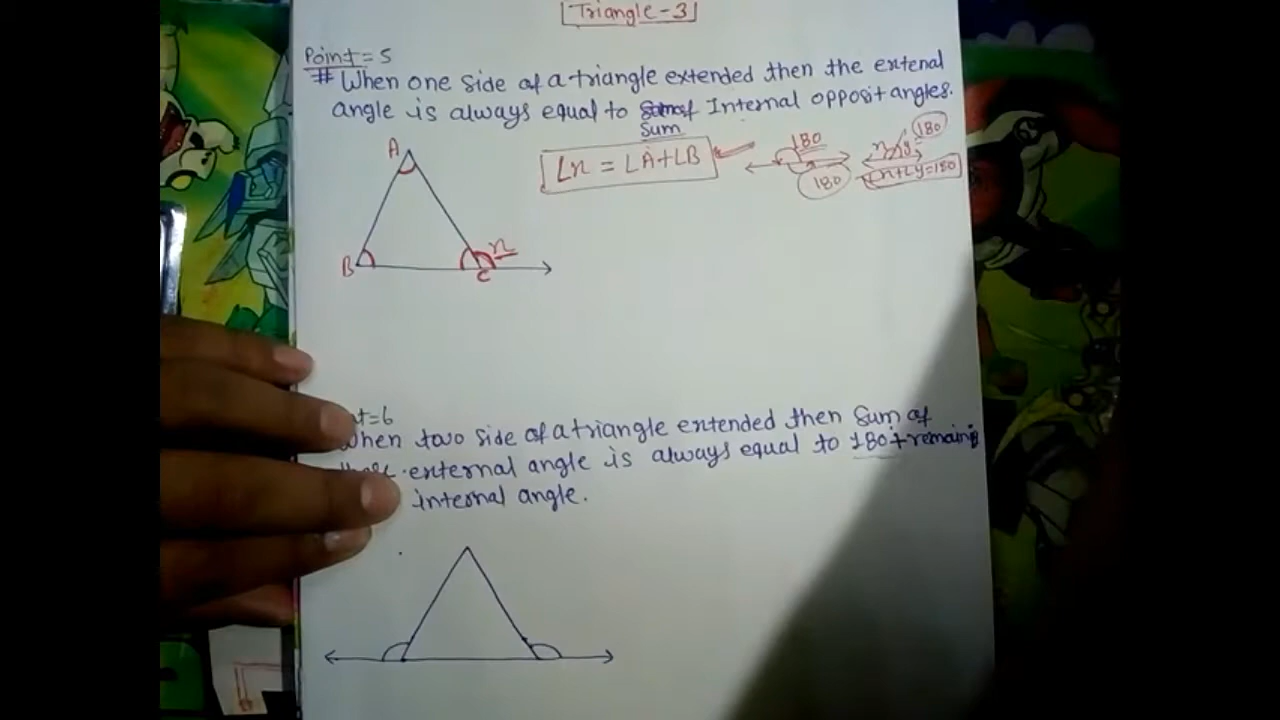 Triangle-3
Point=5
# When one side of a triangle extended then the extenal
angle is always equal to Sum Internal opposit angles.
∠x = ∠A+∠B
180
180
180
∠x+∠y=180
A
B
C
x
t=6
When two side of a triangle extended then Sum of
external angle is always equal to 180+remaining
internal angle.